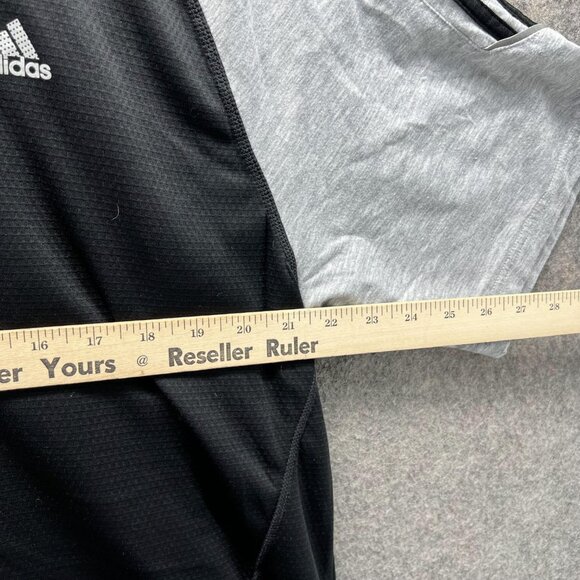 adidas
16 17 18 19 20 21 22 23 24 25 26 27 28
er Yours @ Reseller Ruler